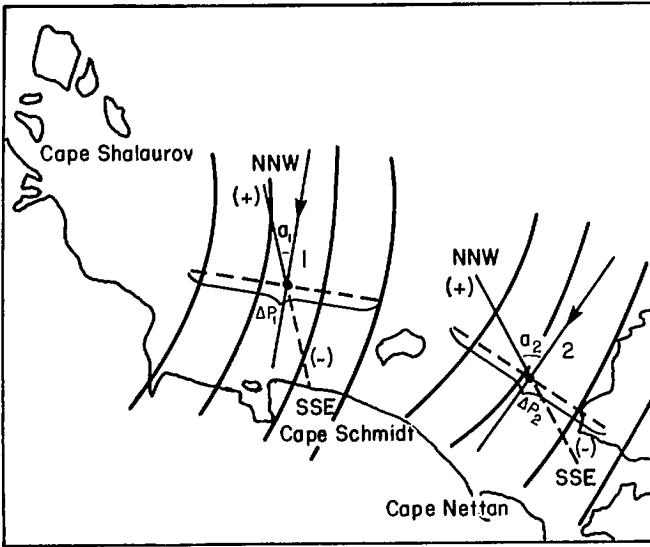 Cape Shalaurov
NNW
(+)
a₁
1
ΔP₁
(-)
SSE
Cape Schmidt
NNW
(+)
a₂
2
ΔP₂
(-)
SSE
Cape Nettan